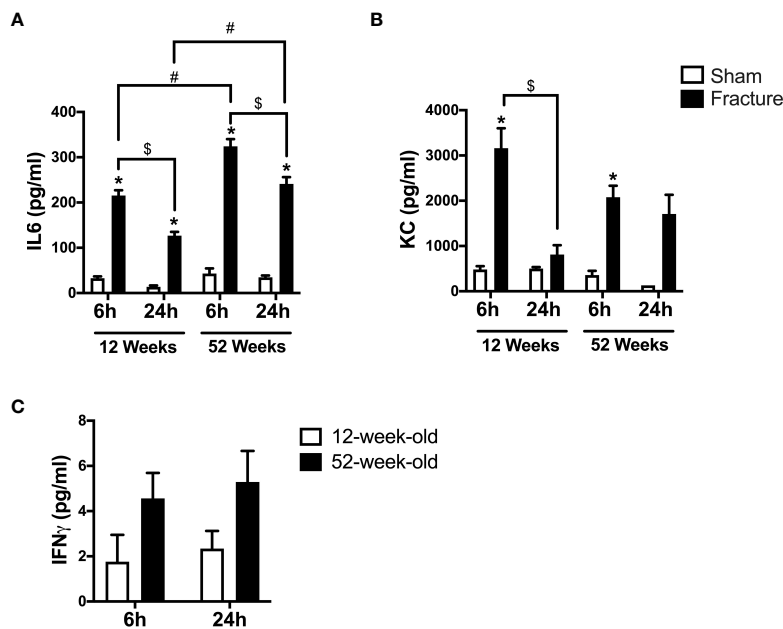 A
#
#
$
$
IL6 (pg/ml)
400
300
200
100
0
*
*
*
*
6h 24h 6h 24h
12 Weeks 52 Weeks
B
Sham
Fracture
$
KC (pg/ml)
4000
3000
2000
1000
0
*
*
6h 24h 6h 24h
12 Weeks 52 Weeks
C
IFNγ (pg/ml)
8
6
4
2
0
6h 24h
12-week-old
52-week-old